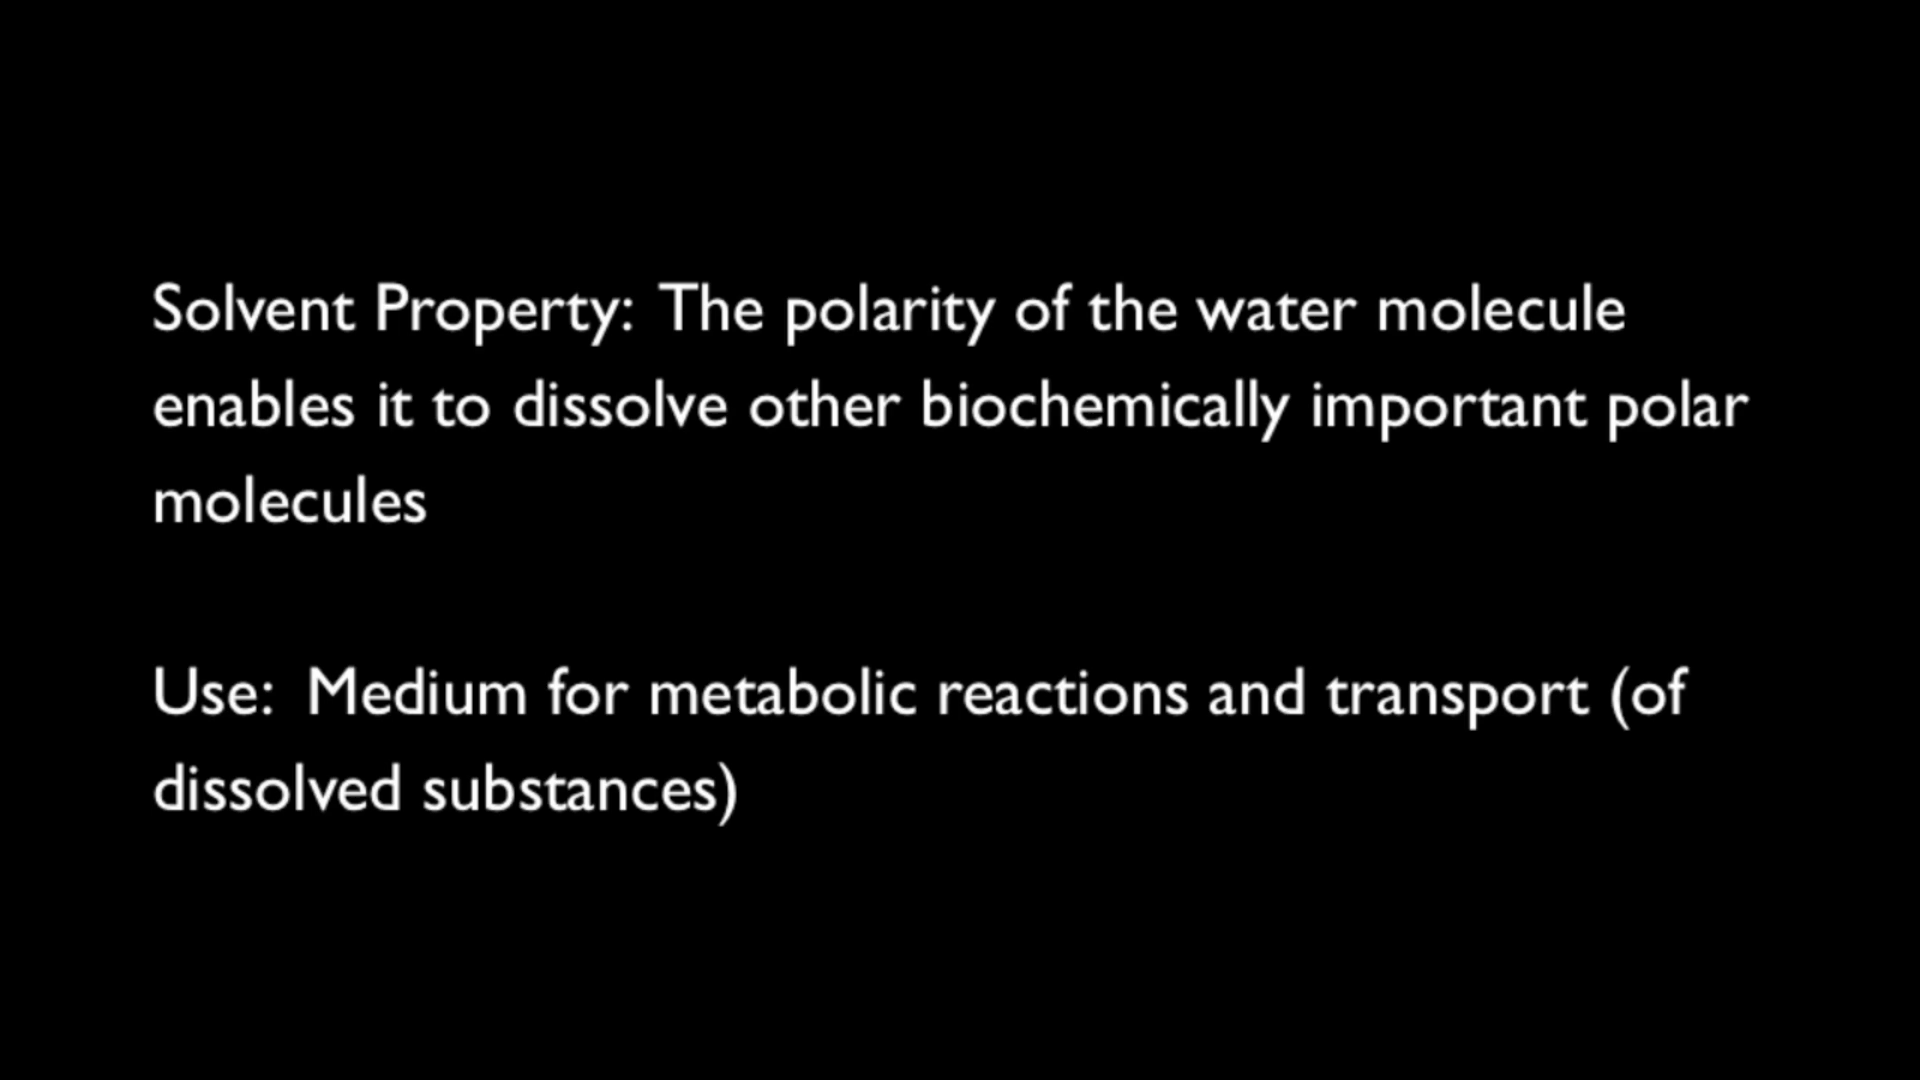 Solvent Property: The polarity of the water molecule
enables it to dissolve other biochemically important polar
molecules
Use: Medium for metabolic reactions and transport (of
dissolved substances)